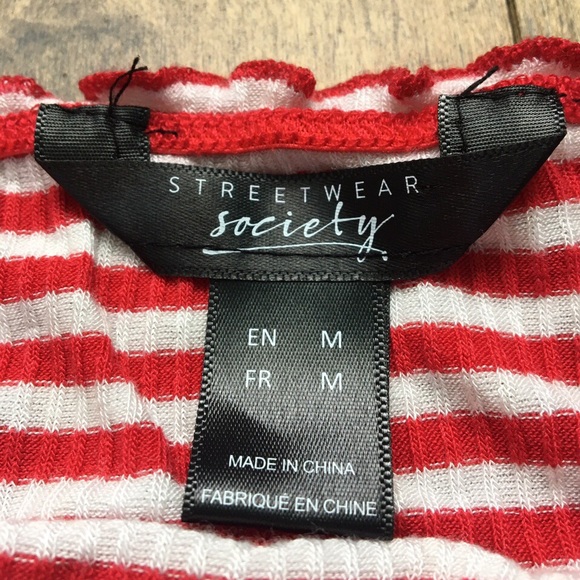 STREETWEAR
society
EN M
FR M
MADE IN CHINA
FABRIQUÉ EN CHINE